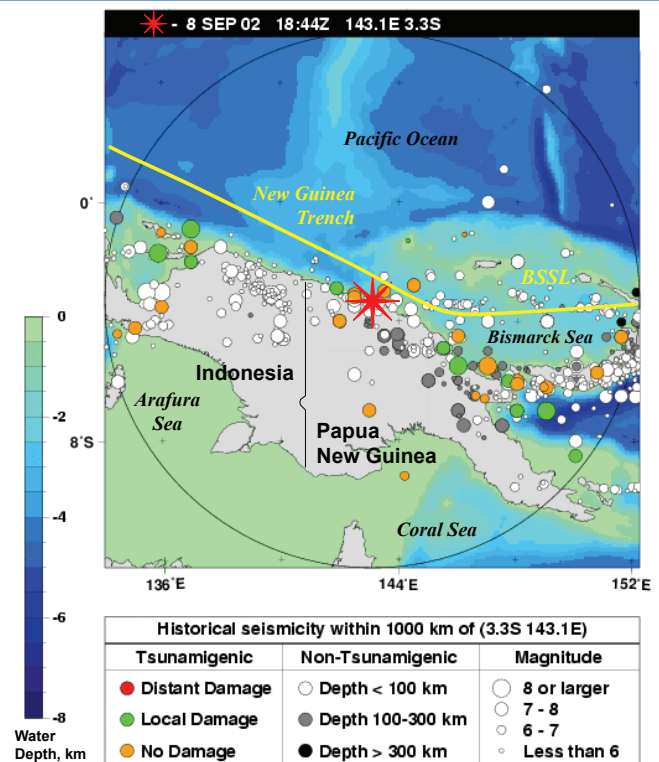 - 8 SEP 02 18:44Z 143.1E 3.3S
Pacific Ocean
New Guinea
Trench
0°
BSSL
Bismarck Sea
Indonesia
Arafura
Sea
Papua
New Guinea
8°S
Coral Sea
136°E
144°E
152°E
0
-2
-4
-6
-8
Water
Depth, km
Historical seismicity within 1000 km of (3.3S 143.1E)
Tsunamigenic Non-Tsunamigenic Magnitude
Distant Damage Depth < 100 km 8 or larger
7 - 8
Local Damage Depth 100-300 km 6 - 7
No Damage Depth > 300 km Less than 6